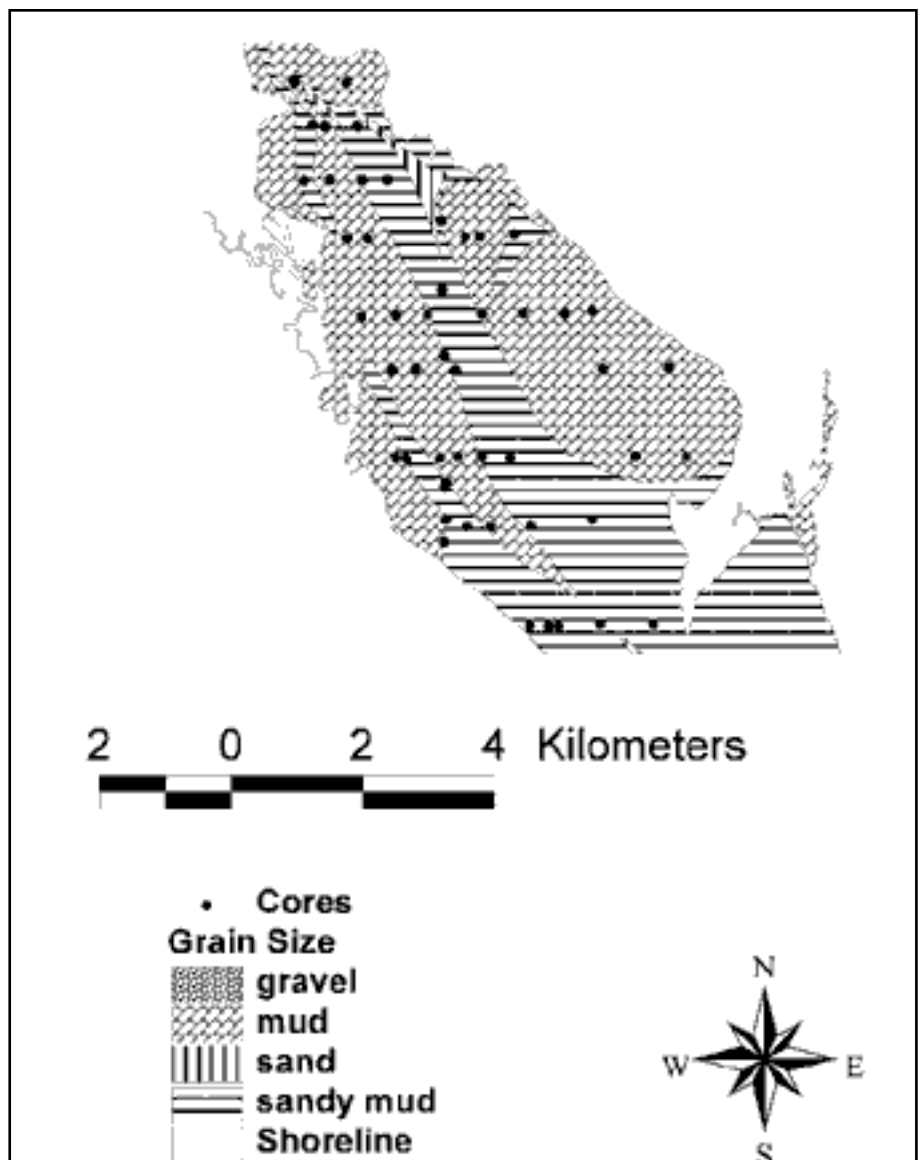 2 0 2 4 Kilometers
Cores
Grain Size
gravel
mud
sand
sandy mud
Shoreline
N
W E
S